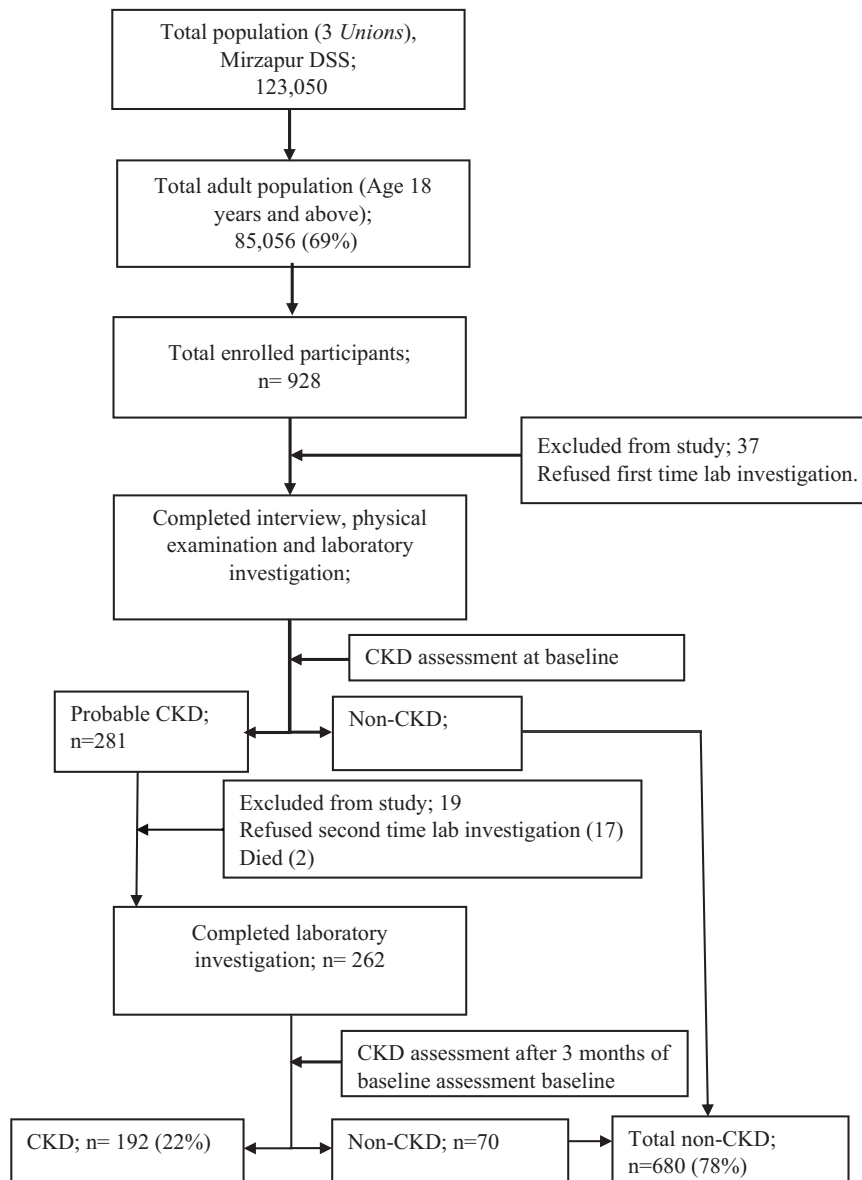 Total population (3 Unions),
Mirzapur DSS;
123,050
Total adult population (Age 18
years and above);
85,056 (69%)
Total enrolled participants;
n= 928
Excluded from study; 37
Refused first time lab investigation.
Completed interview, physical
examination and laboratory
investigation;
CKD assessment at baseline
Probable CKD;
n=281
Non-CKD;
Excluded from study; 19
Refused second time lab investigation (17)
Died (2)
Completed laboratory
investigation; n= 262
CKD assessment after 3 months of
baseline assessment baseline
CKD; n= 192 (22%)
Non-CKD; n=70
Total non-CKD;
n=680 (78%)